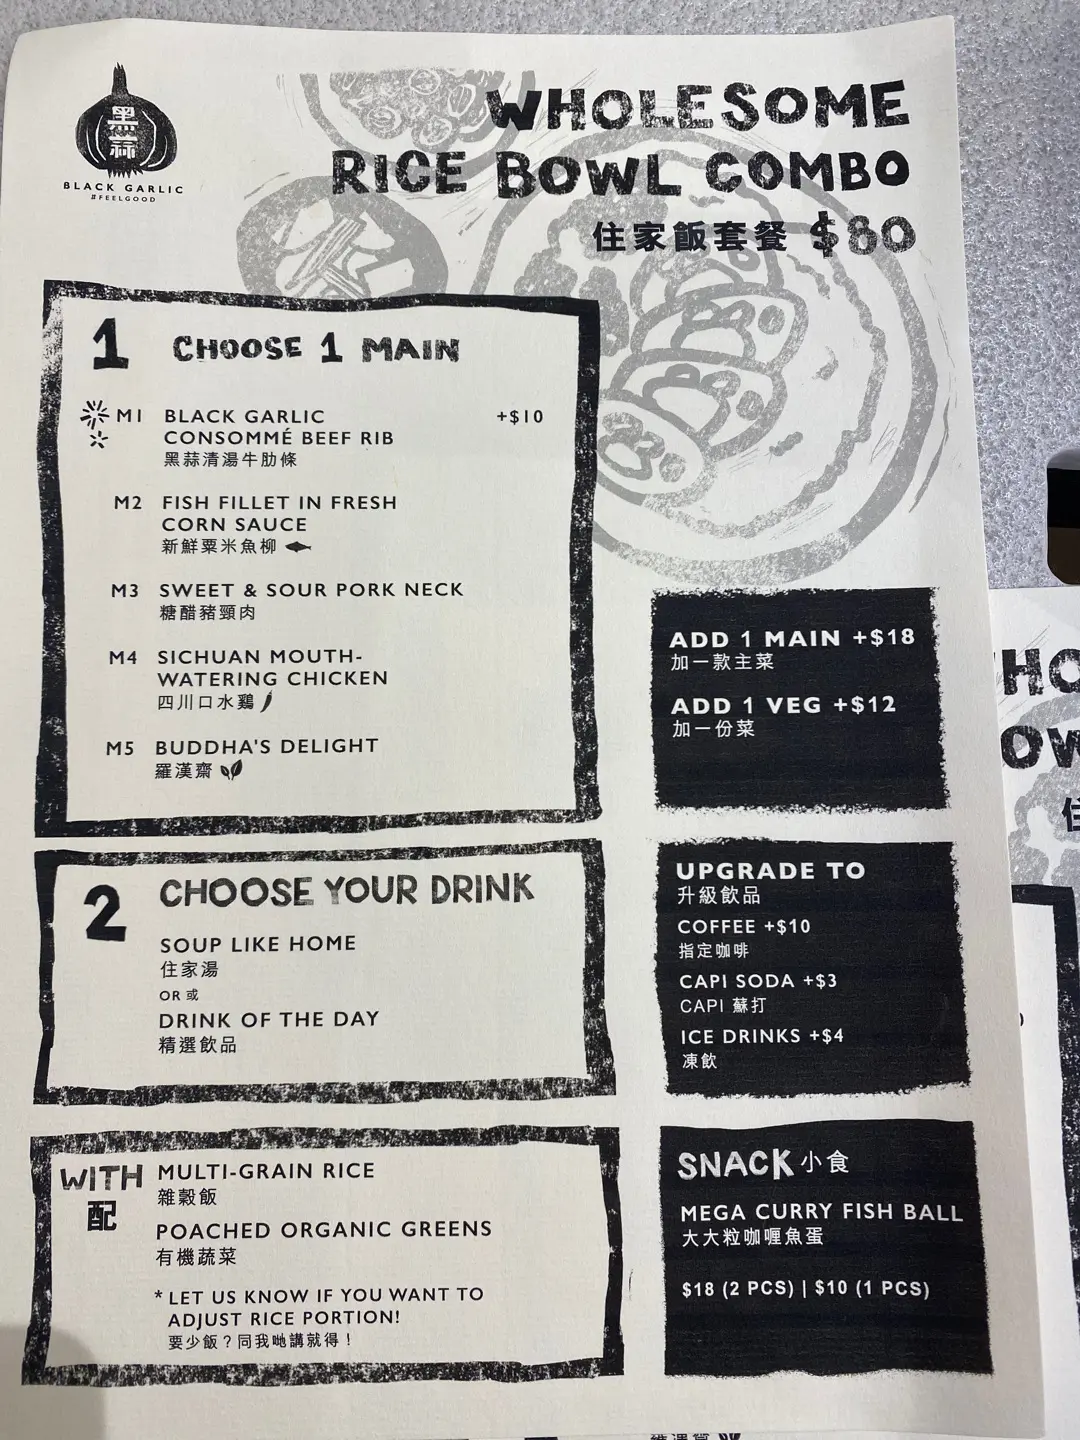 黑蒜
BLACK GARLIC
#FEELGOOD
WHOLESOME
RICE BOWL COMBO
住家飯套餐 $80
1 CHOOSE 1 MAIN
M1 BLACK GARLIC +$10
CONSOMMÉ BEEF RIB
黑蒜清湯牛肋條
M2 FISH FILLET IN FRESH
CORN SAUCE
新鮮粟米魚柳
M3 SWEET & SOUR PORK NECK
糖醋豬頸肉
M4 SICHUAN MOUTH-
WATERING CHICKEN
四川口水鷄
M5 BUDDHA'S DELIGHT
羅漢齋
ADD 1 MAIN +$18
加一款主菜
ADD 1 VEG +$12
加一份菜
2 CHOOSE YOUR DRINK
SOUP LIKE HOME
住家湯
OR 或
DRINK OF THE DAY
精選飲品
UPGRADE TO
升級飲品
COFFEE +$10
指定咖啡
CAPI SODA +$3
CAPI 蘇打
ICE DRINKS +$4
凍飲
WITH MULTI-GRAIN RICE
配 雜穀飯
POACHED ORGANIC GREENS
有機蔬菜
* LET US KNOW IF YOU WANT TO
ADJUST RICE PORTION!
要少飯？同我哋講就得！
SNACK 小食
MEGA CURRY FISH BALL
大大粒咖喱魚蛋
$18 (2 PCS) | $10 (1 PCS)
HO
OW
住